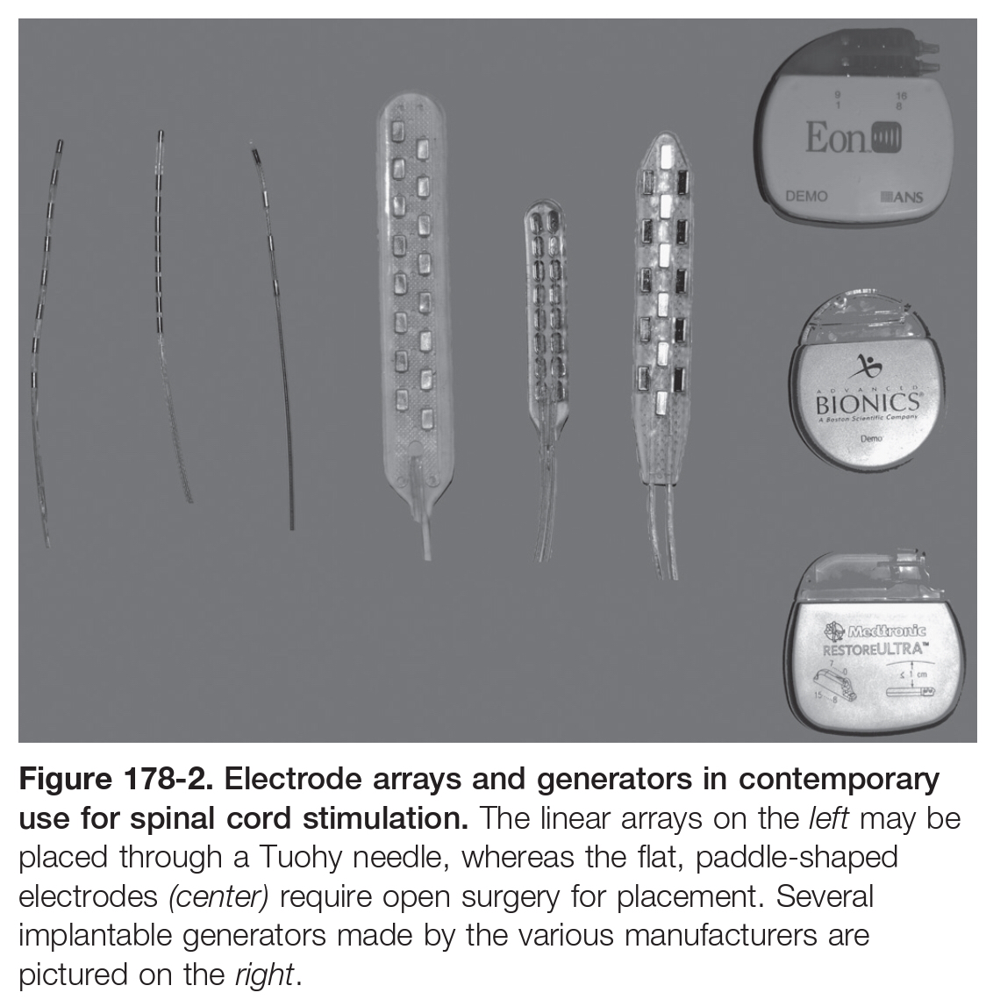 9 16
1 8
Eon
DEMO ANS
ADVANCED
BIONICS®
A Boston Scientific Company
Demo
Medtronic
RESTOREULTRA™
7 0
≤ 1 cm
15 8
Figure 178-2. Electrode arrays and generators in contemporary
use for spinal cord stimulation. The linear arrays on the left may be
placed through a Tuohy needle, whereas the flat, paddle-shaped
electrodes (center) require open surgery for placement. Several
implantable generators made by the various manufacturers are
pictured on the right.